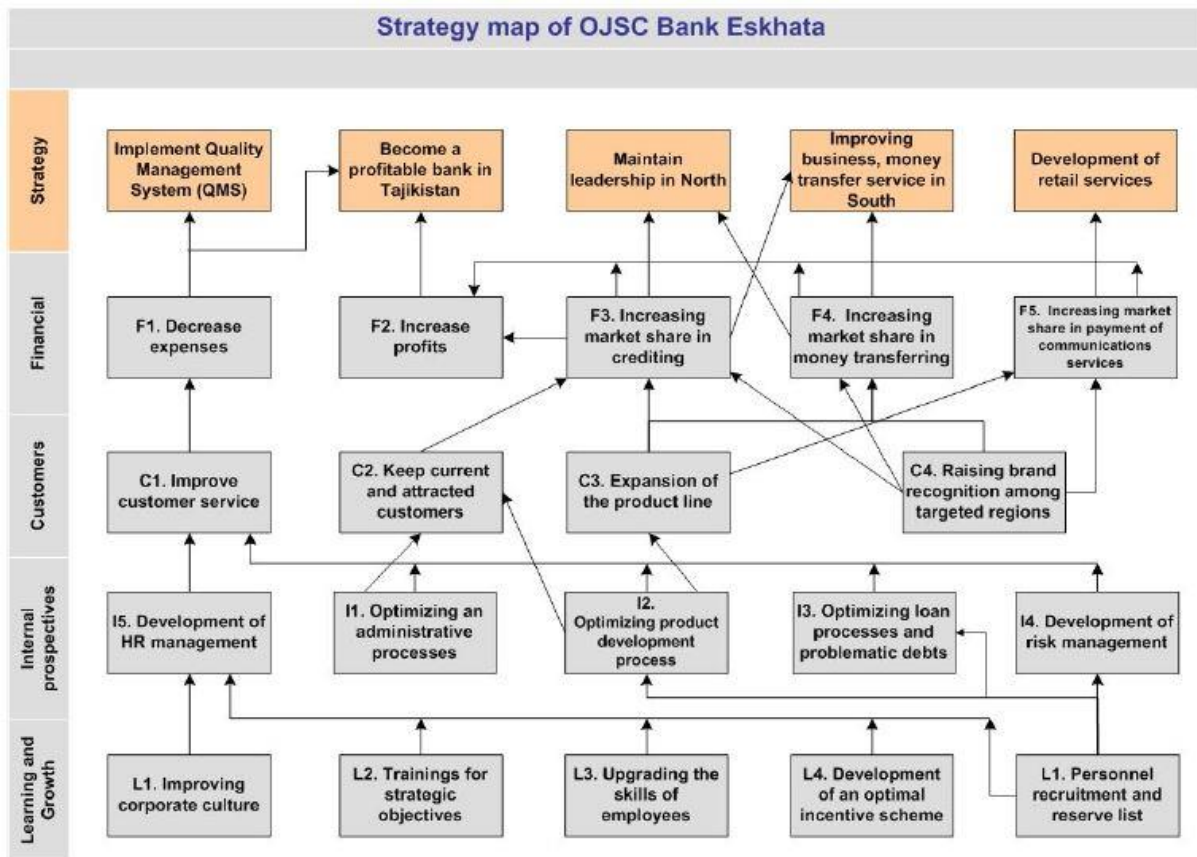 Strategy map of OJSC Bank Eskhata
Strategy
Implement Quality
Management
System (QMS)
Become a
profitable bank in
Tajikistan
Maintain
leadership in North
Improving
business, money
transfer service in
South
Development of
retail services
Financial
F1. Decrease
expenses
F2. Increase
profits
F3. Increasing
market share in
crediting
F4.  Increasing
market share in
money transferring
F5.  Increasing market
share in payment of
communications
services
Customers
C1. Improve
customer service
C2. Keep current
and attracted
customers
C3. Expansion of
the product line
C4. Raising brand
recognition among
targeted regions
Internal
prospectives
I5. Development of
HR management
I1. Optimizing an
administrative
processes
I2.
Optimizing product
development
process
I3. Optimizing loan
processes and
problematic debts
I4. Development of
risk management
Learning and
Growth
L1. Improving
corporate culture
L2. Trainings for
strategic
objectives
L3. Upgrading the
skills of
employees
L4. Development
of an optimal
incentive scheme
L1. Personnel
recruitment and
reserve list